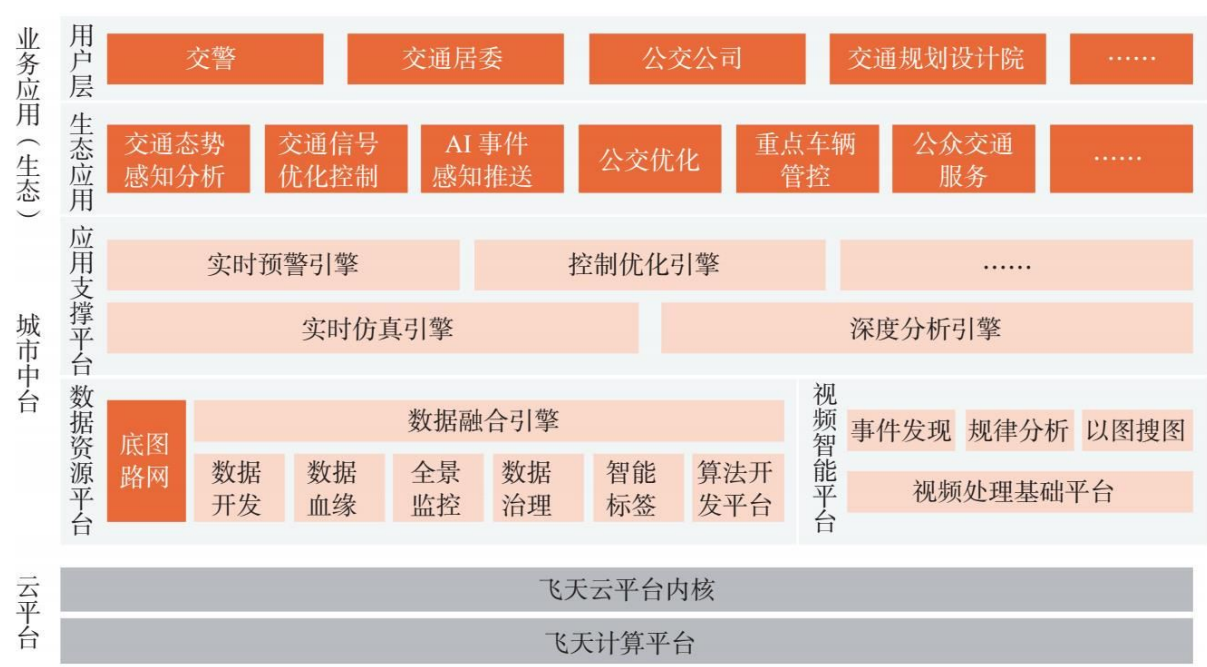 业务应用（生态）
用户层
交警
交通居委
公交公司
交通规划设计院
……
生态应用
交通态势
感知分析
交通信号
优化控制
AI 事件
感知推送
公交优化
重点车辆
管控
公众交通
服务
……
城市中台
应用支撑平台
实时预警引擎
控制优化引擎
……
实时仿真引擎
深度分析引擎
数据资源平台
底图
路网
数据融合引擎
数据
开发
数据
血缘
全景
监控
数据
治理
智能
标签
算法开
发平台
视频智能平台
事件发现
规律分析
以图搜图
视频处理基础平台
云平台
飞天云平台内核
飞天计算平台